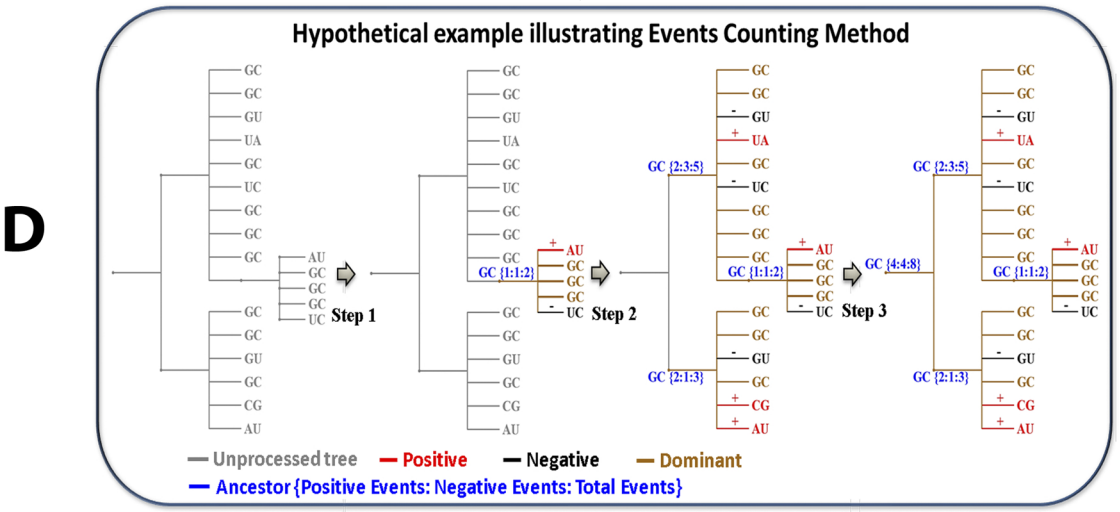 D
Hypothetical example illustrating Events Counting Method
GC
GC
GU
UA
GC
UC
GC
GC
GC
AU
GC
GC
GC
UC
GC
GC
GU
GC
CG
AU
Step 1
GC
GC
GU
UA
GC
UC
GC
GC
GC
GC {1:1:2}
+ AU
GC
GC
GC
- UC
GC
GC
GU
GC
CG
AU
Step 2
GC {2:3:5}
GC
GC
- GU
+ UA
GC
- UC
GC
GC
GC
GC {1:1:2}
+ AU
GC
GC
GC
- UC
GC {2:1:3}
GC
GC
- GU
GC
+ CG
+ AU
Step 3
GC {4:4:8}
GC {2:3:5}
GC
GC
- GU
+ UA
GC
- UC
GC
GC
GC
GC {1:1:2}
+ AU
GC
GC
GC
- UC
GC {2:1:3}
GC
GC
- GU
GC
+ CG
+ AU
Unprocessed tree Positive Negative Dominant
Ancestor {Positive Events: Negative Events: Total Events}